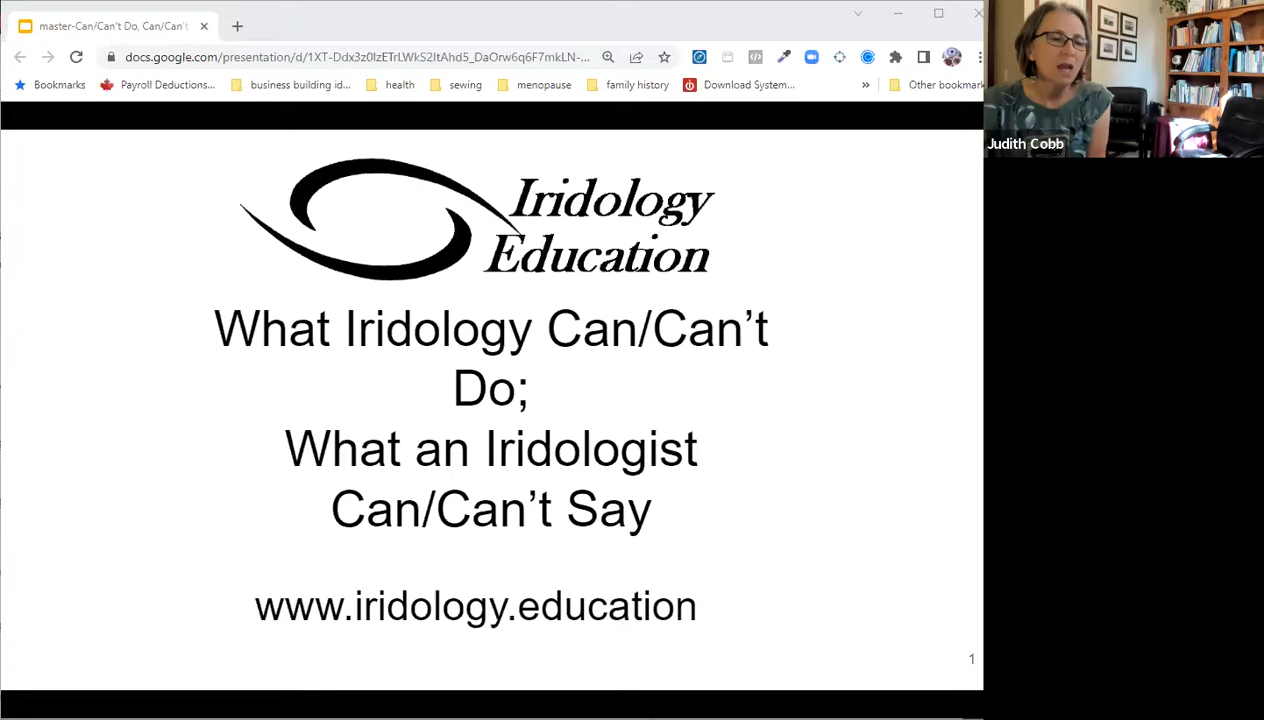 master-Can/Can't Do, Can/Can't
docs.google.com/presentation/d/1XT-Ddx3z0lzETrLWkS2ltAhd5_DaOrw6q6F7mkLN-...
Bookmarks
Payroll Deductions...
business building id...
health
sewing
menopause
family history
Download System...
»
Other bookmark
Judith Cobb
Iridology
Education
What Iridology Can/Can't
Do;
What an Iridologist
Can/Can't Say
www.iridology.education
1